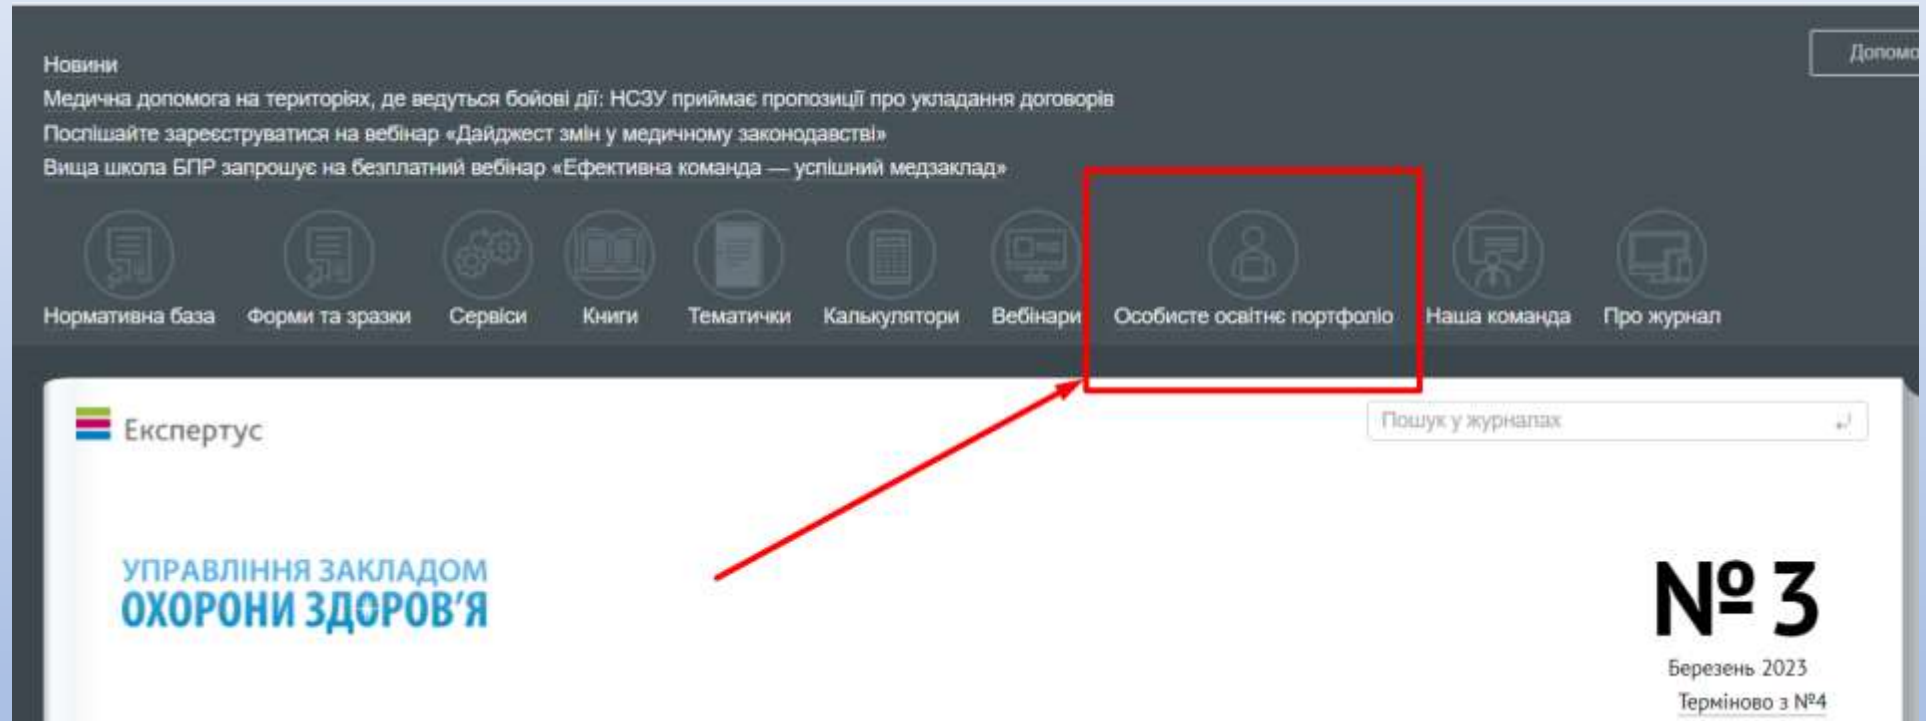 Допомо
Новини
Медична допомога на територіях, де ведуться бойові дії: НСЗУ приймає пропозиції про укладання договорів
Поспішайте зареєструватися на вебінар «Дайджест змін у медичному законодавстві»
Вища школа БПР запрошує на безплатний вебінар «Ефективна команда — успішний медзаклад»
Нормативна база Форми та зразки Сервіси Книги Тематички Калькулятори Вебінари Особисте освітнє портфоліо Наша команда Про журнал
Експертус
Пошук у журналах
УПРАВЛІННЯ ЗАКЛАДОМ
ОХОРОНИ ЗДОРОВ’Я
№ 3
Березень 2023
Терміново з №4